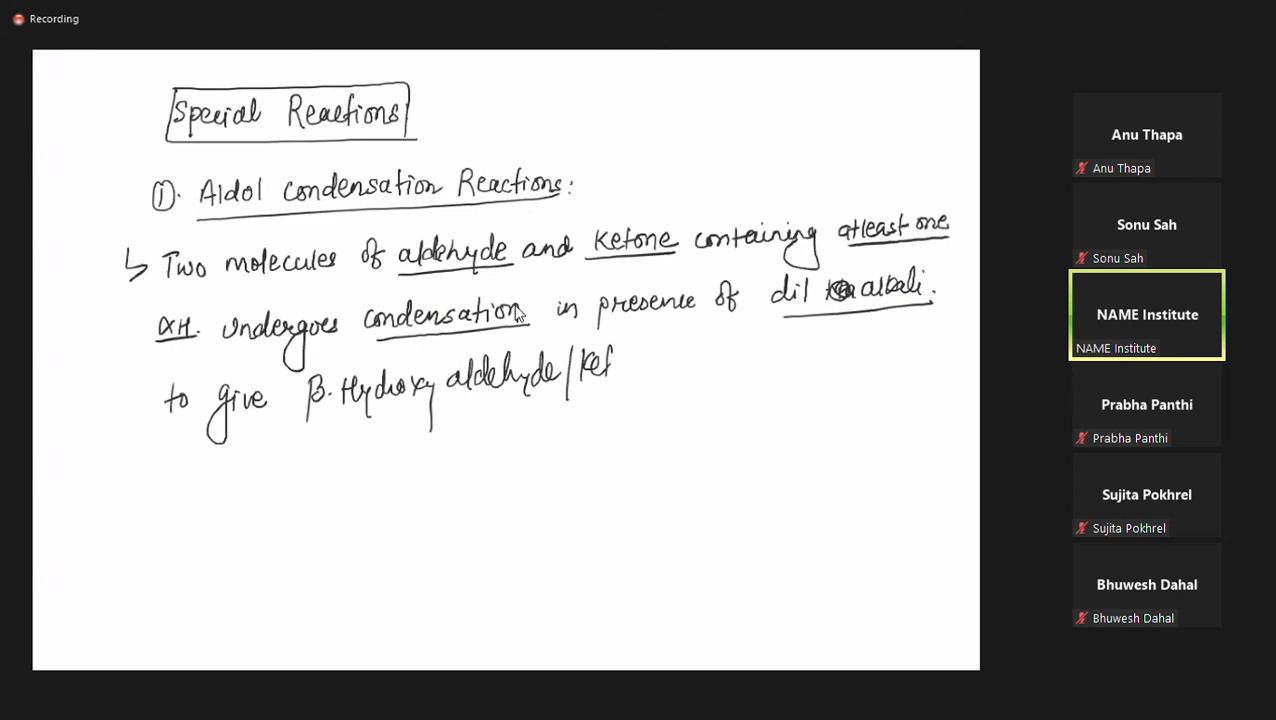 Recording
Special Reactions
①. Aldol condensation Reactions:
↳ Two molecules of aldehyde and Ketone containing atleast one
αH. undergoes condensation in presence of dil alkali.
to give β-Hydroxy aldehyde/Ket
Anu Thapa
Anu Thapa
Sonu Sah
Sonu Sah
NAME Institute
NAME Institute
Prabha Panthi
Prabha Panthi
Sujita Pokhrel
Sujita Pokhrel
Bhuwesh Dahal
Bhuwesh Dahal